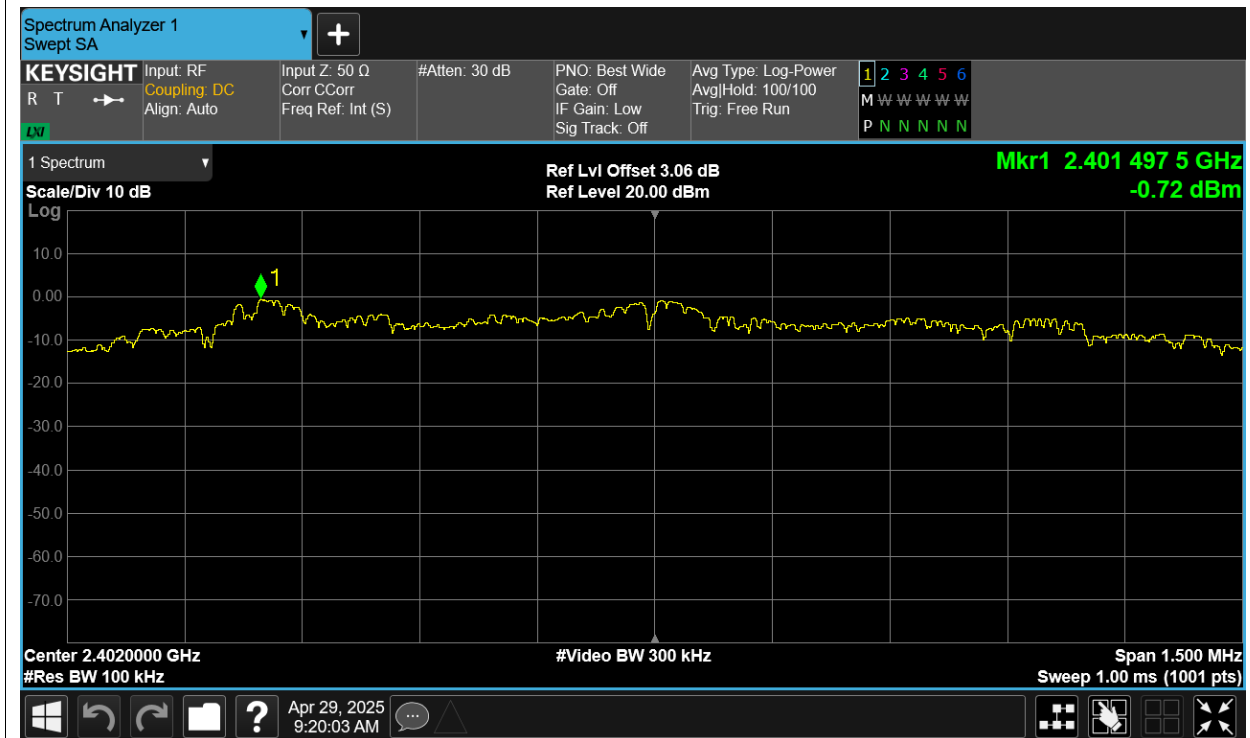 Spectrum Analyzer 1
Swept SA
KEYSIGHT
R T
LXI
Input: RF
Coupling: DC
Align: Auto
Input Z: 50 Ω
Corr CCorr
Freq Ref: Int (S)
#Atten: 30 dB
PNO: Best Wide
Gate: Off
IF Gain: Low
Sig Track: Off
Avg Type: Log-Power
Avg|Hold: 100/100
Trig: Free Run
1 2 3 4 5 6
M W W W W W
P N N N N N
1 Spectrum
Scale/Div 10 dB
Log
Ref Lvl Offset 3.06 dB
Ref Level 20.00 dBm
Mkr1 2.401 497 5 GHz
-0.72 dBm
1
10.0
0.00
-10.0
-20.0
-30.0
-40.0
-50.0
-60.0
-70.0
Center 2.4020000 GHz
#Res BW 100 kHz
#Video BW 300 kHz
Span 1.500 MHz
Sweep 1.00 ms (1001 pts)
?
Apr 29, 2025
9:20:03 AM